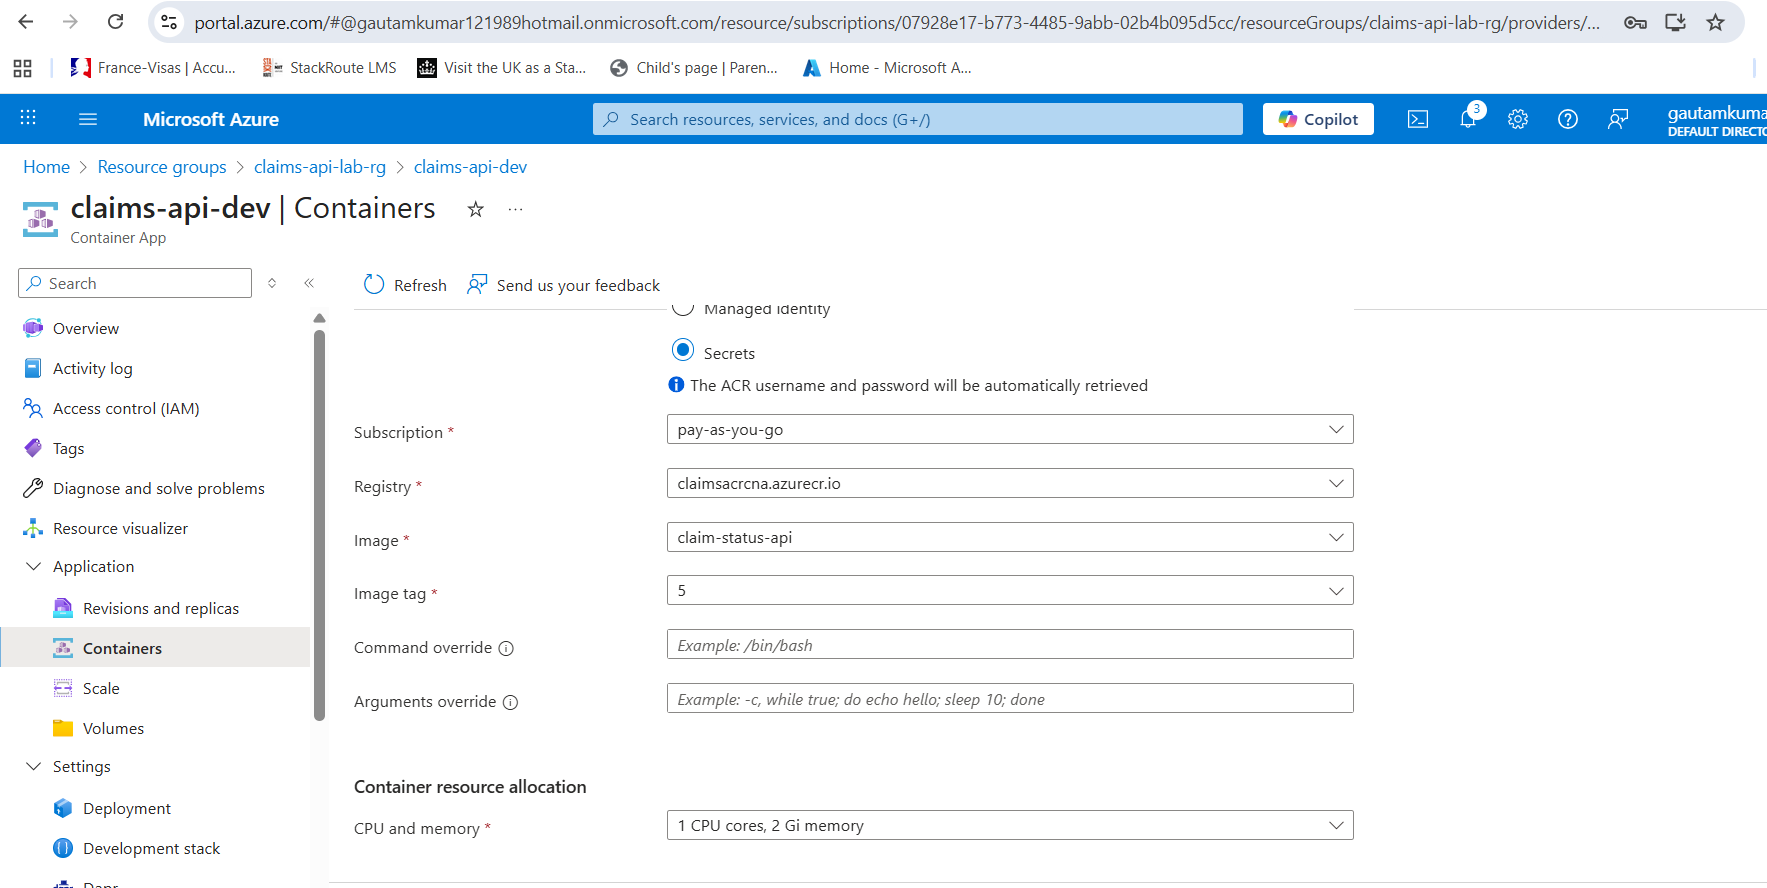 portal.azure.com/#@gautamkumar121989hotmail.onmicrosoft.com/resource/subscriptions/07928e17-b773-4485-9abb-02b4b095d5cc/resourceGroups/claims-api-lab-rg/providers/...
France-Visas | Accu... StackRoute LMS Visit the UK as a Sta... Child's page | Paren... Home - Microsoft A...
Microsoft Azure
Search resources, services, and docs (G+/)
Copilot
3
gautamkuma
DEFAULT DIRECTO
Home > Resource groups > claims-api-lab-rg > claims-api-dev
claims-api-dev | Containers
Container App
Search
Refresh
Send us your feedback
Overview
Activity log
Access control (IAM)
Tags
Diagnose and solve problems
Resource visualizer
Application
Revisions and replicas
Containers
Scale
Volumes
Settings
Deployment
Development stack
Dapr
Managed identity
Secrets
The ACR username and password will be automatically retrieved
Subscription *
pay-as-you-go
Registry *
claimsacrcna.azurecr.io
Image *
claim-status-api
Image tag *
5
Command override
Example: /bin/bash
Arguments override
Example: -c, while true; do echo hello; sleep 10; done
Container resource allocation
CPU and memory *
1 CPU cores, 2 Gi memory